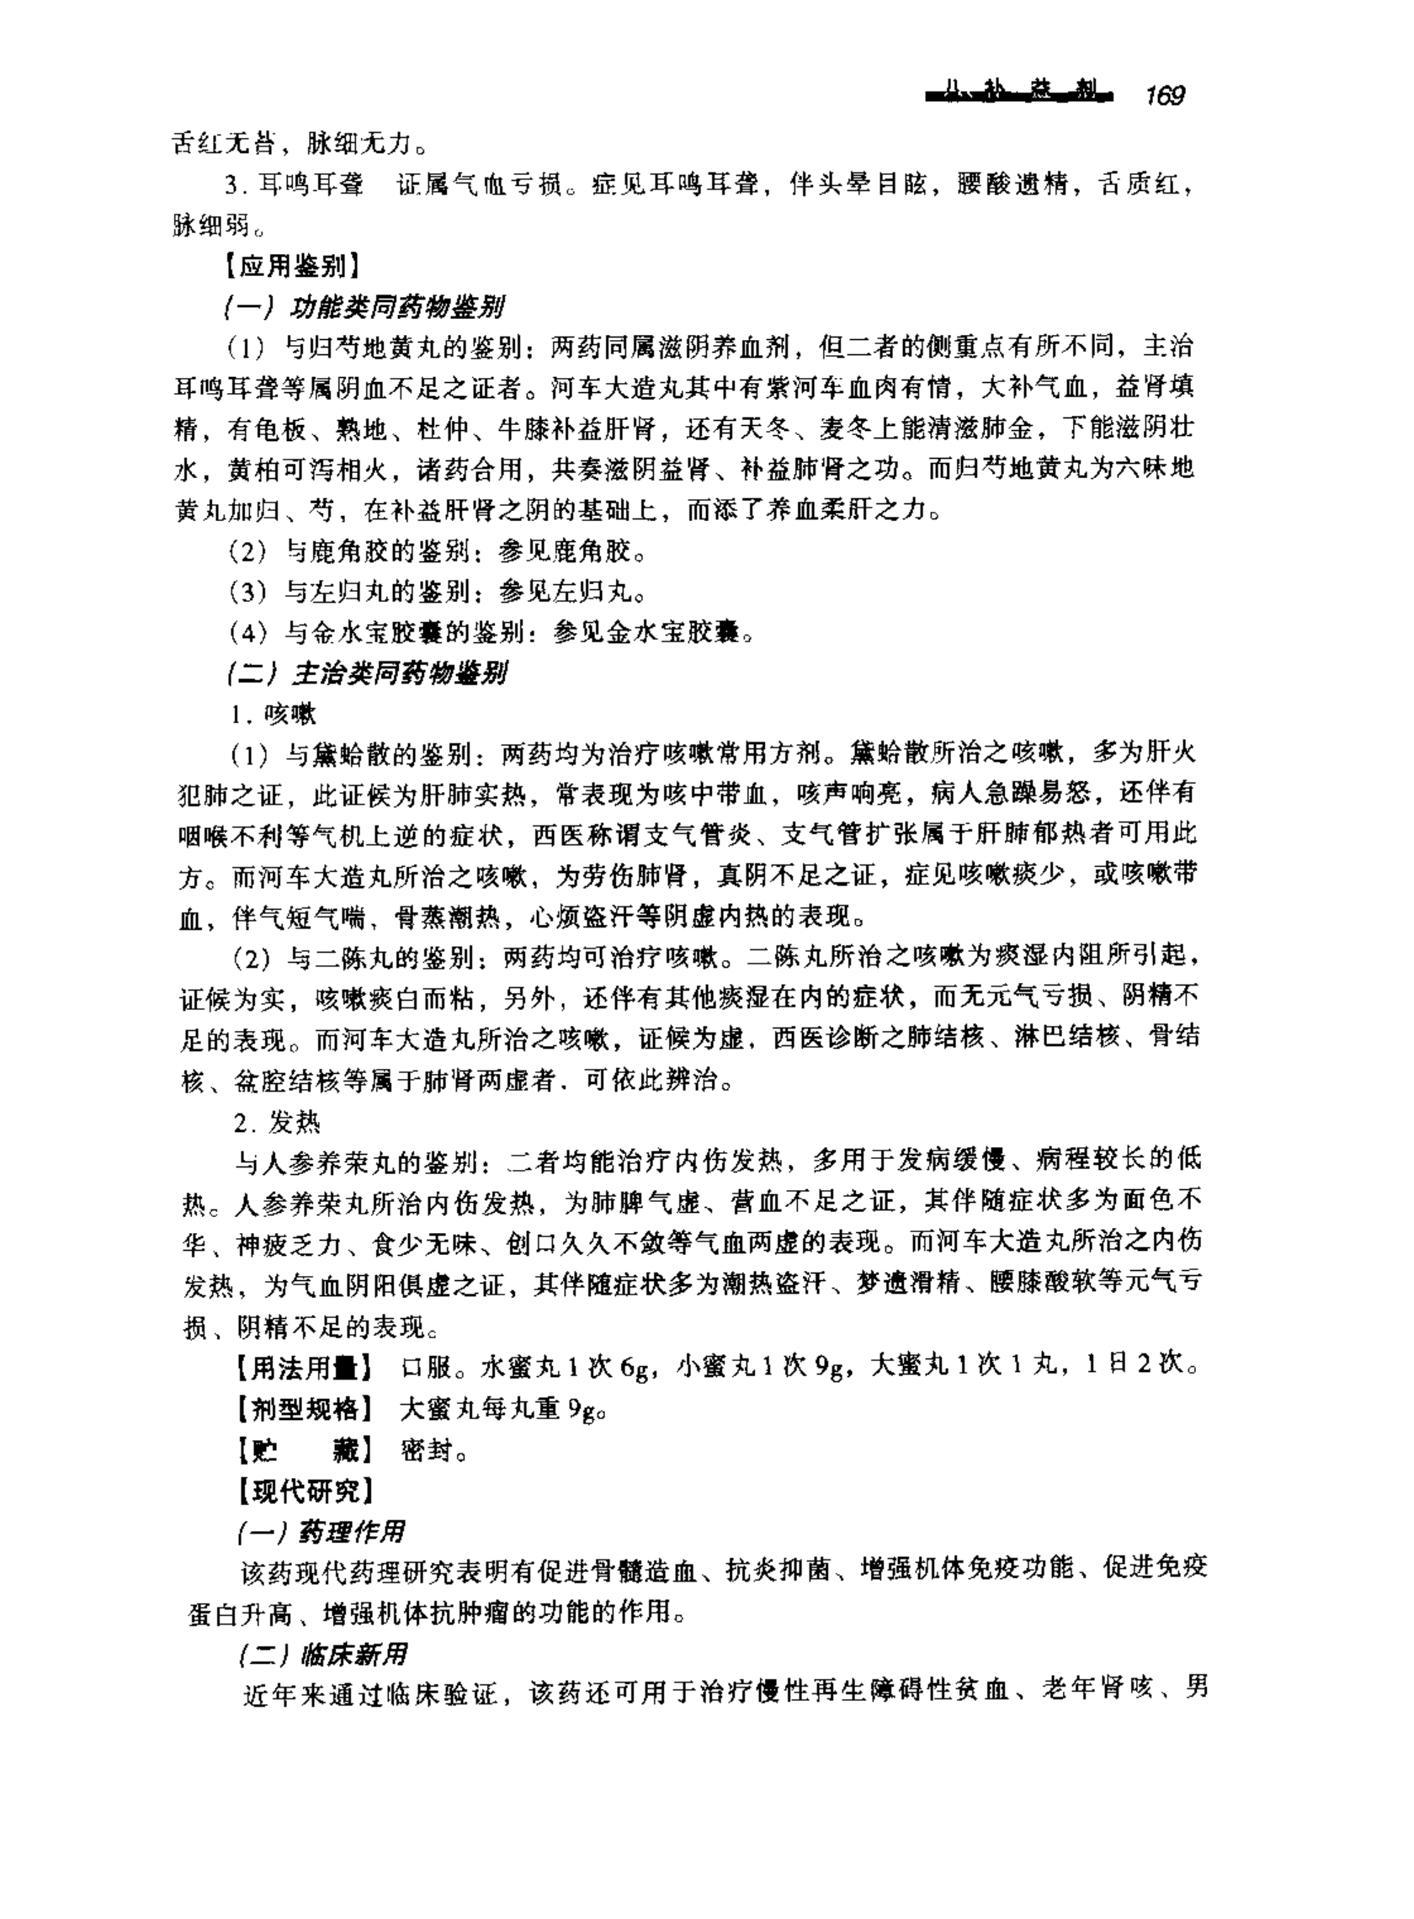 八、补 益 剂 169
舌红无苔，脉细无力。
3. 耳鸣耳聋 证属气血亏损。症见耳鸣耳聋，伴头晕目眩，腰酸遗精，舌质红，
脉细弱。
【应用鉴别】
（一）功能类同药物鉴别
（1）与归芍地黄丸的鉴别：两药同属滋阴养血剂，但二者的侧重点有所不同，主治
耳鸣耳聋等属阴血不足之证者。河车大造丸其中有紫河车血肉有情，大补气血，益肾填
精，有龟板、熟地、杜仲、牛膝补益肝肾，还有天冬、麦冬上能清滋肺金，下能滋阴壮
水，黄柏可泻相火，诸药合用，共奏滋阴益肾、补益肺肾之功。而归芍地黄丸为六味地
黄丸加归、芍，在补益肝肾之阴的基础上，而添了养血柔肝之力。
（2）与鹿角胶的鉴别：参见鹿角胶。
（3）与左归丸的鉴别：参见左归丸。
（4）与金水宝胶囊的鉴别：参见金水宝胶囊。
（二）主治类同药物鉴别
1. 咳嗽
（1）与黛蛤散的鉴别：两药均为治疗咳嗽常用方剂。黛蛤散所治之咳嗽，多为肝火
犯肺之证，此证候为肝肺实热，常表现为咳中带血，咳声响亮，病人急躁易怒，还伴有
咽喉不利等气机上逆的症状，西医称谓支气管炎、支气管扩张属于肝肺郁热者可用此
方。而河车大造丸所治之咳嗽，为劳伤肺肾，真阴不足之证，症见咳嗽痰少，或咳嗽带
血，伴气短气喘，骨蒸潮热，心烦盗汗等阴虚内热的表现。
（2）与二陈丸的鉴别：两药均可治疗咳嗽。二陈丸所治之咳嗽为痰湿内阻所引起，
证候为实，咳嗽痰白而粘，另外，还伴有其他痰湿在内的症状，而无元气亏损、阴精不
足的表现。而河车大造丸所治之咳嗽，证候为虚，西医诊断之肺结核、淋巴结核、骨结
核、盆腔结核等属于肺肾两虚者，可依此辨治。
2. 发热
与人参养荣丸的鉴别：二者均能治疗内伤发热，多用于发病缓慢、病程较长的低
热。人参养荣丸所治内伤发热，为肺脾气虚、营血不足之证，其伴随症状多为面色不
华、神疲乏力、食少无味、创口久久不敛等气血两虚的表现。而河车大造丸所治之内伤
发热，为气血阴阳俱虚之证，其伴随症状多为潮热盗汗、梦遗滑精、腰膝酸软等元气亏
损、阴精不足的表现。
【用法用量】 口服。水蜜丸1次6g，小蜜丸1次9g，大蜜丸1次1丸，1日2次。
【剂型规格】 大蜜丸每丸重9g。
【贮 藏】 密封。
【现代研究】
（一）药理作用
该药现代药理研究表明有促进骨髓造血、抗炎抑菌、增强机体免疫功能、促进免疫
蛋白升高、增强机体抗肿瘤的功能的作用。
（二）临床新用
近年来通过临床验证，该药还可用于治疗慢性再生障碍性贫血、老年肾咳、男